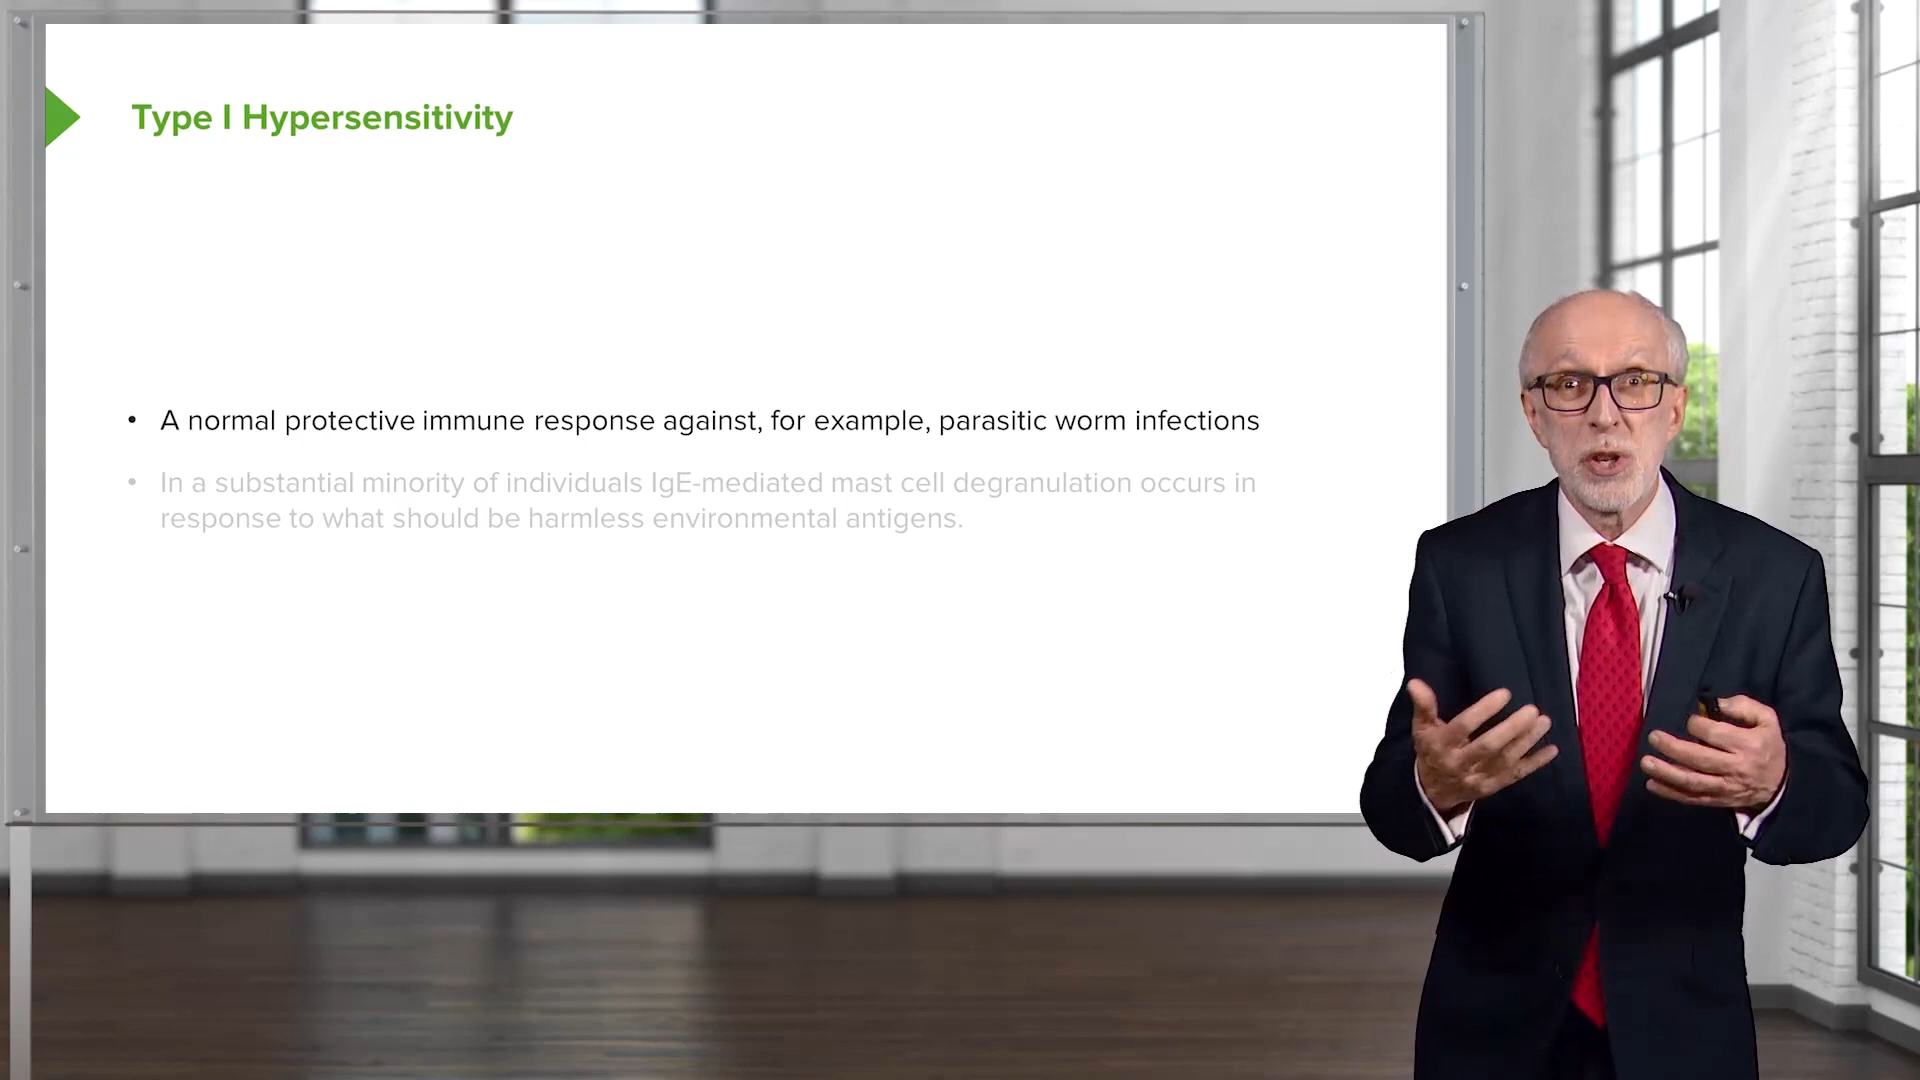 Type I Hypersensitivity
• A normal protective immune response against, for example, parasitic worm infections
• In a substantial minority of individuals IgE-mediated mast cell degranulation occurs in
response to what should be harmless environmental antigens.